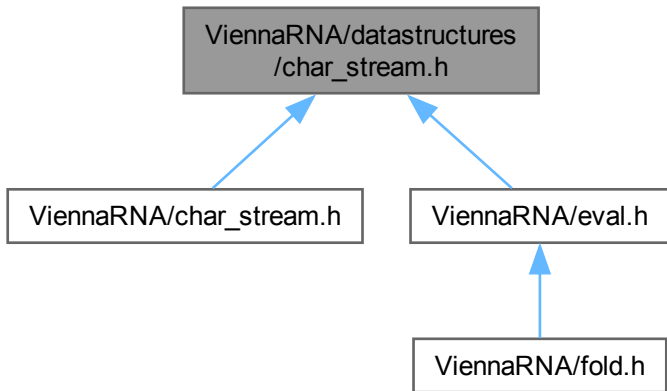 ViennaRNA/datastructures
/char_stream.h
ViennaRNA/char_stream.h
ViennaRNA/eval.h
ViennaRNA/fold.h